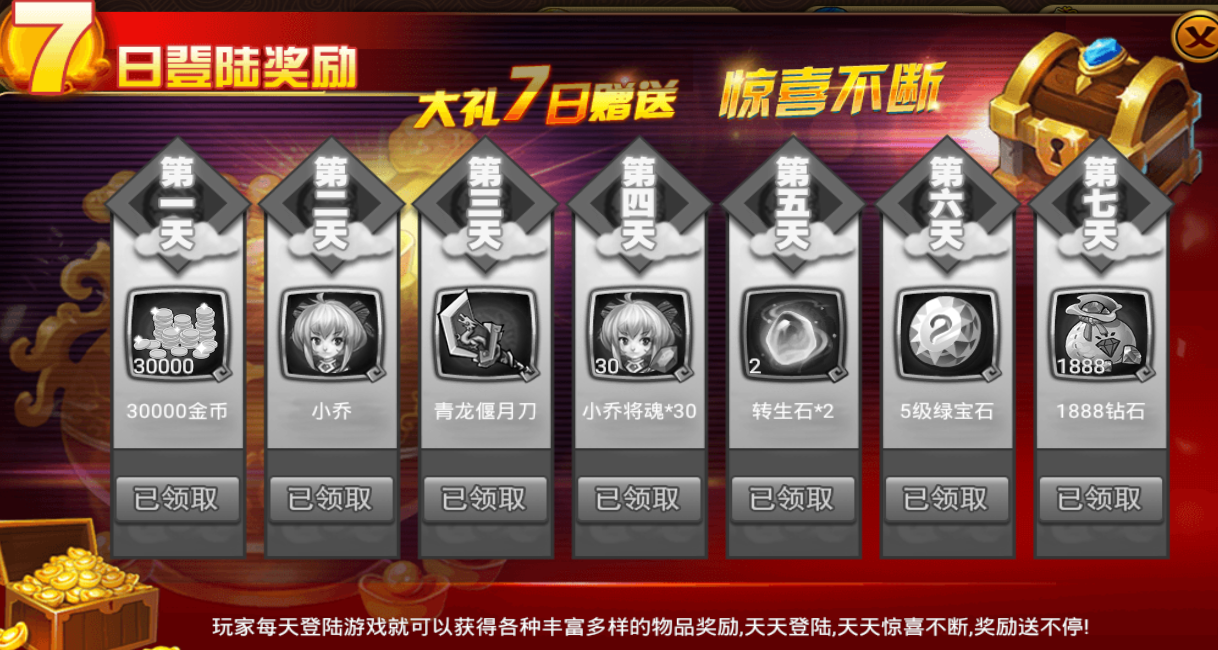 7日登陆奖励
大礼7日赠送 惊喜不断
第一天 第二天 第三天 第四天 第五天 第六天 第七天
30000 30 2 2 1888
30000金币 小乔 青龙偃月刀 小乔将魂*30 转生石*2 5级绿宝石 1888钻石
已领取 已领取 已领取 已领取 已领取 已领取 已领取
玩家每天登陆游戏就可以获得各种丰富多样的物品奖励,天天登陆,天天惊喜不断,奖励送不停!